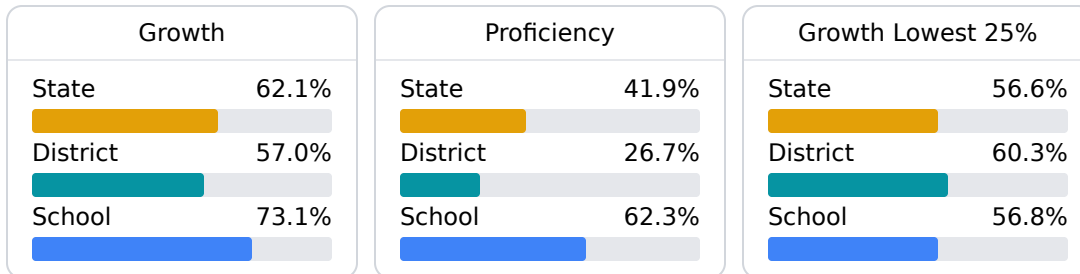 Growth
State 62.1%
District 57.0%
School 73.1%
Proficiency
State 41.9%
District 26.7%
School 62.3%
Growth Lowest 25%
State 56.6%
District 60.3%
School 56.8%